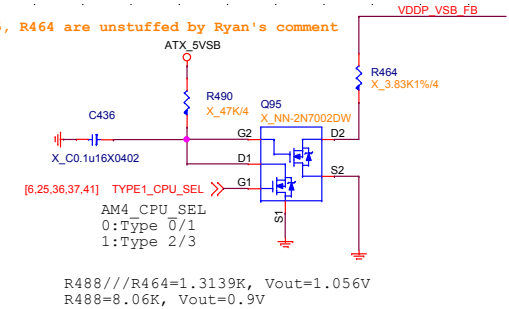 VDDP_VSB_FB
, R464 are unstuffed by Ryan's comment
ATX_5VSB
R464
X_3.83K1%/4
R490
X_47K/4
Q95
X_NN-2N7002DW
C436
X_C0.1u16X0402
G2
D2
D1
S2
[6,25,36,37,41] TYPE1_CPU_SEL
G1
S1
AM4_CPU_SEL
0:Type 0/1
1:Type 2/3
R488///R464=1.3139K, Vout=1.056V
R488=8.06K, Vout=0.9V